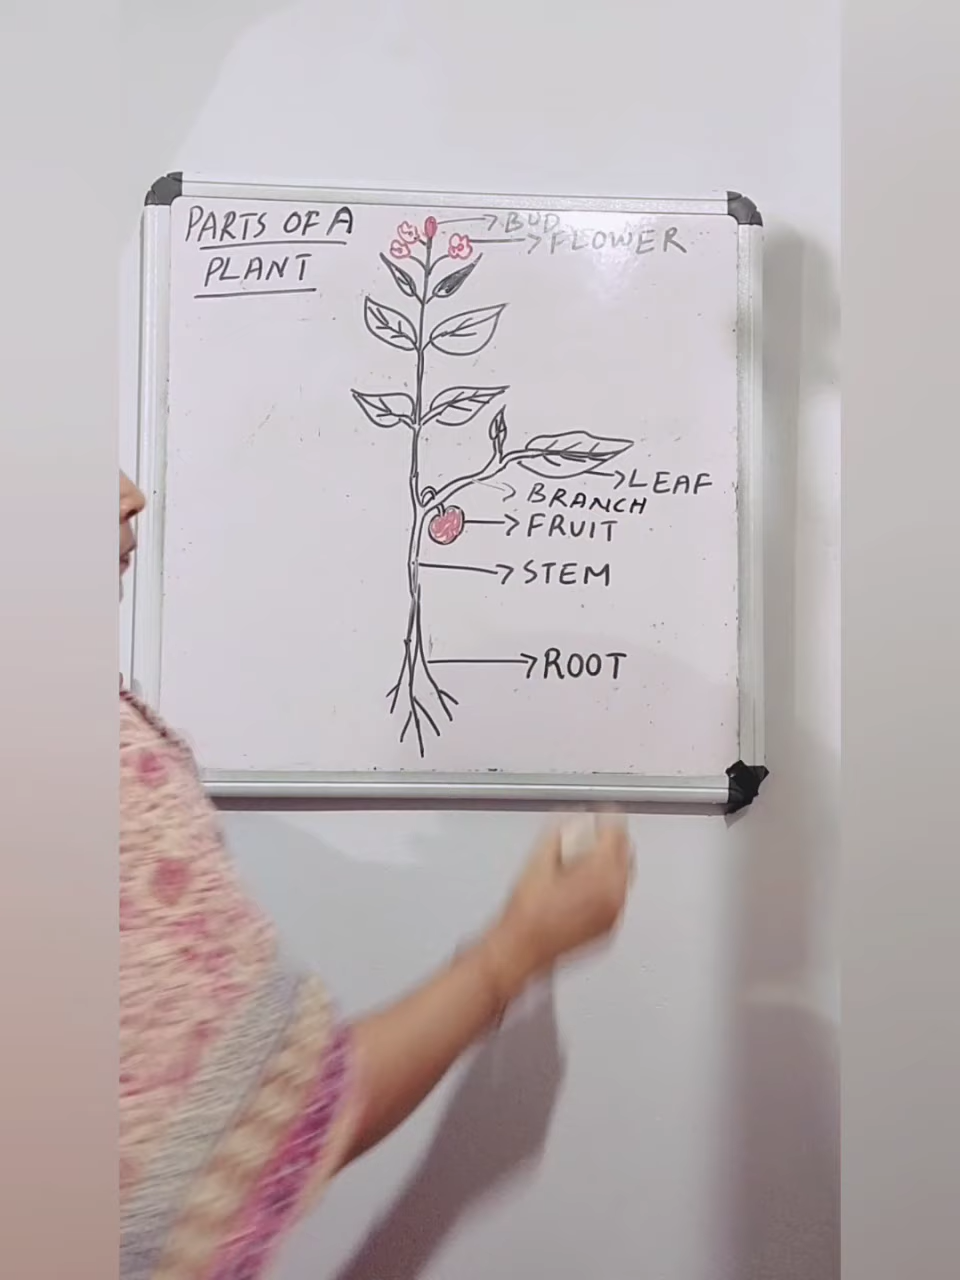 PARTS OF A
PLANT
BUD
FLOWER
LEAF
BRANCH
FRUIT
STEM
ROOT